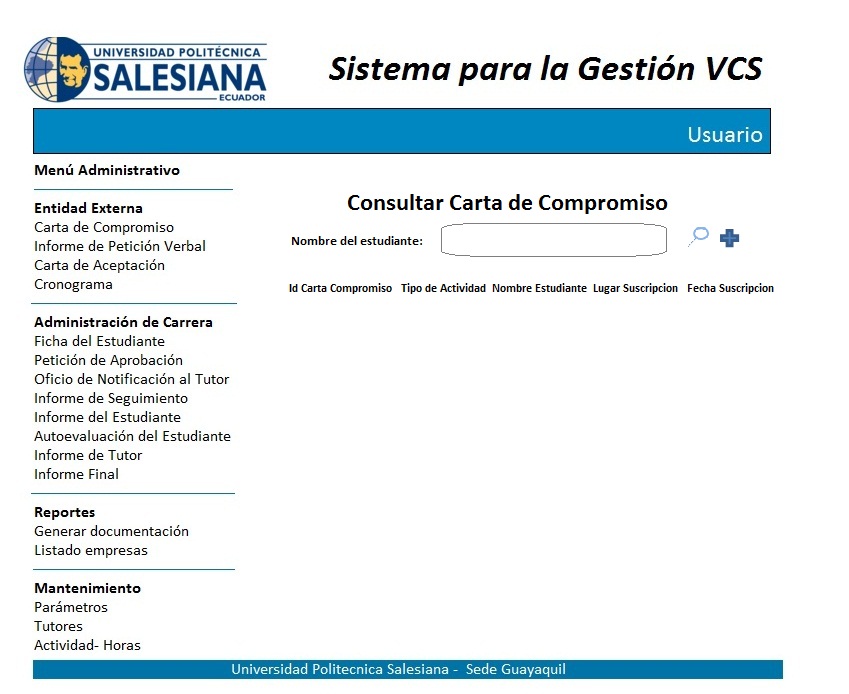 UNIVERSIDAD POLITÉCNICA
SALESIANA
ECUADOR
Sistema para la Gestión VCS
Usuario
Menú Administrativo
Entidad Externa
Carta de Compromiso
Informe de Petición Verbal
Carta de Aceptación
Cronograma
Administración de Carrera
Ficha del Estudiante
Petición de Aprobación
Oficio de Notificación al Tutor
Informe de Seguimiento
Informe del Estudiante
Autoevaluación del Estudiante
Informe de Tutor
Informe Final
Reportes
Generar documentación
Listado empresas
Mantenimiento
Parámetros
Tutores
Actividad- Horas
Consultar Carta de Compromiso
Nombre del estudiante:
Id Carta Compromiso Tipo de Actividad Nombre Estudiante Lugar Suscripcion Fecha Suscripcion
Universidad Politecnica Salesiana - Sede Guayaquil